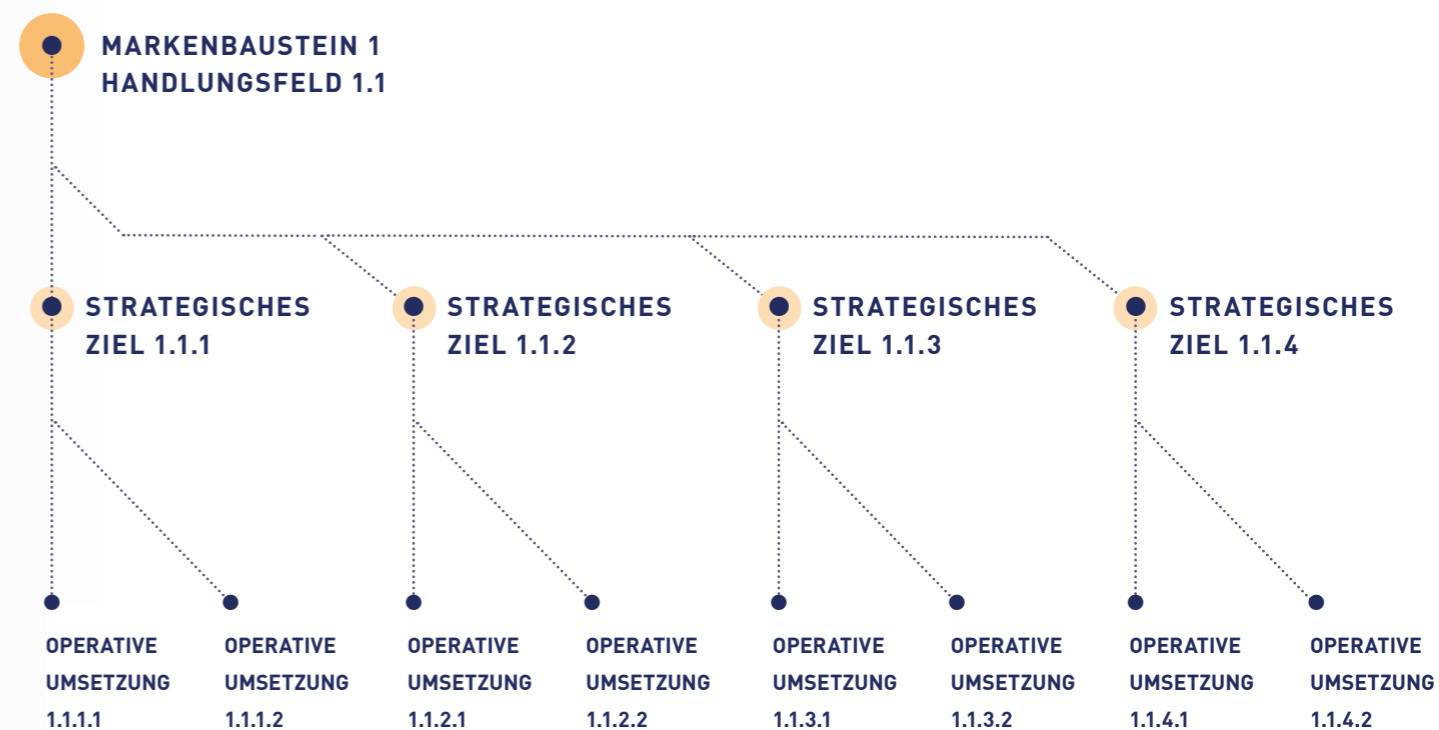 MARKENBAUSTEIN 1
HANDLUNGSFELD 1.1
STRATEGISCHES
ZIEL 1.1.1
STRATEGISCHES
ZIEL 1.1.2
STRATEGISCHES
ZIEL 1.1.3
STRATEGISCHES
ZIEL 1.1.4
OPERATIVE
UMSETZUNG
1.1.1.1
OPERATIVE
UMSETZUNG
1.1.1.2
OPERATIVE
UMSETZUNG
1.1.2.1
OPERATIVE
UMSETZUNG
1.1.2.2
OPERATIVE
UMSETZUNG
1.1.3.1
OPERATIVE
UMSETZUNG
1.1.3.2
OPERATIVE
UMSETZUNG
1.1.4.1
OPERATIVE
UMSETZUNG
1.1.4.2